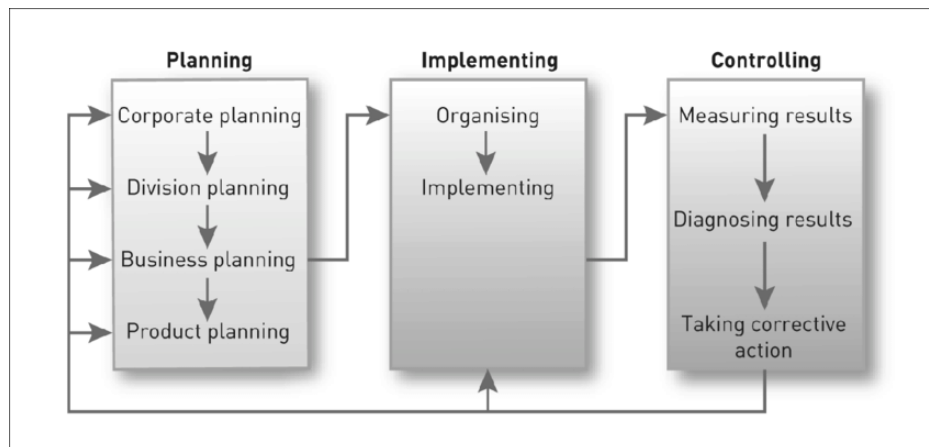 Planning
Corporate planning
Division planning
Business planning
Product planning
Implementing
Organising
Implementing
Controlling
Measuring results
Diagnosing results
Taking corrective
action